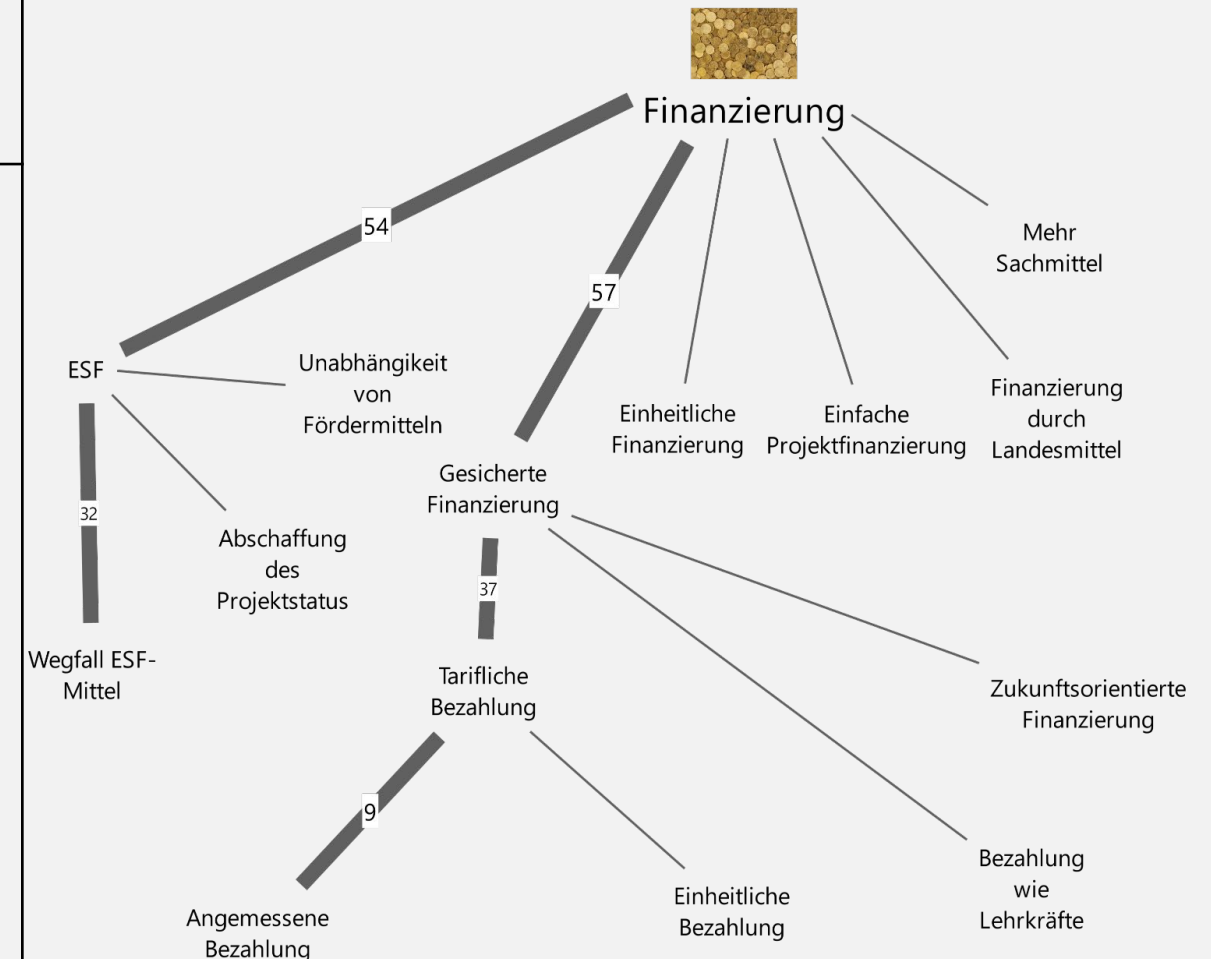 Finanzierung
54
57
Mehr
Sachmittel
ESF
Unabhängikeit
von
Fördermitteln
Einheitliche
Finanzierung
Einfache
Projektfinanzierung
Finanzierung
durch
Landesmittel
Gesicherte
Finanzierung
32
Abschaffung
des
Projektstatus
37
Wegfall ESF-
Mittel
Tarifliche
Bezahlung
Zukunftsorientierte
Finanzierung
9
Angemessene
Bezahlung
Einheitliche
Bezahlung
Bezahlung
wie
Lehrkräfte